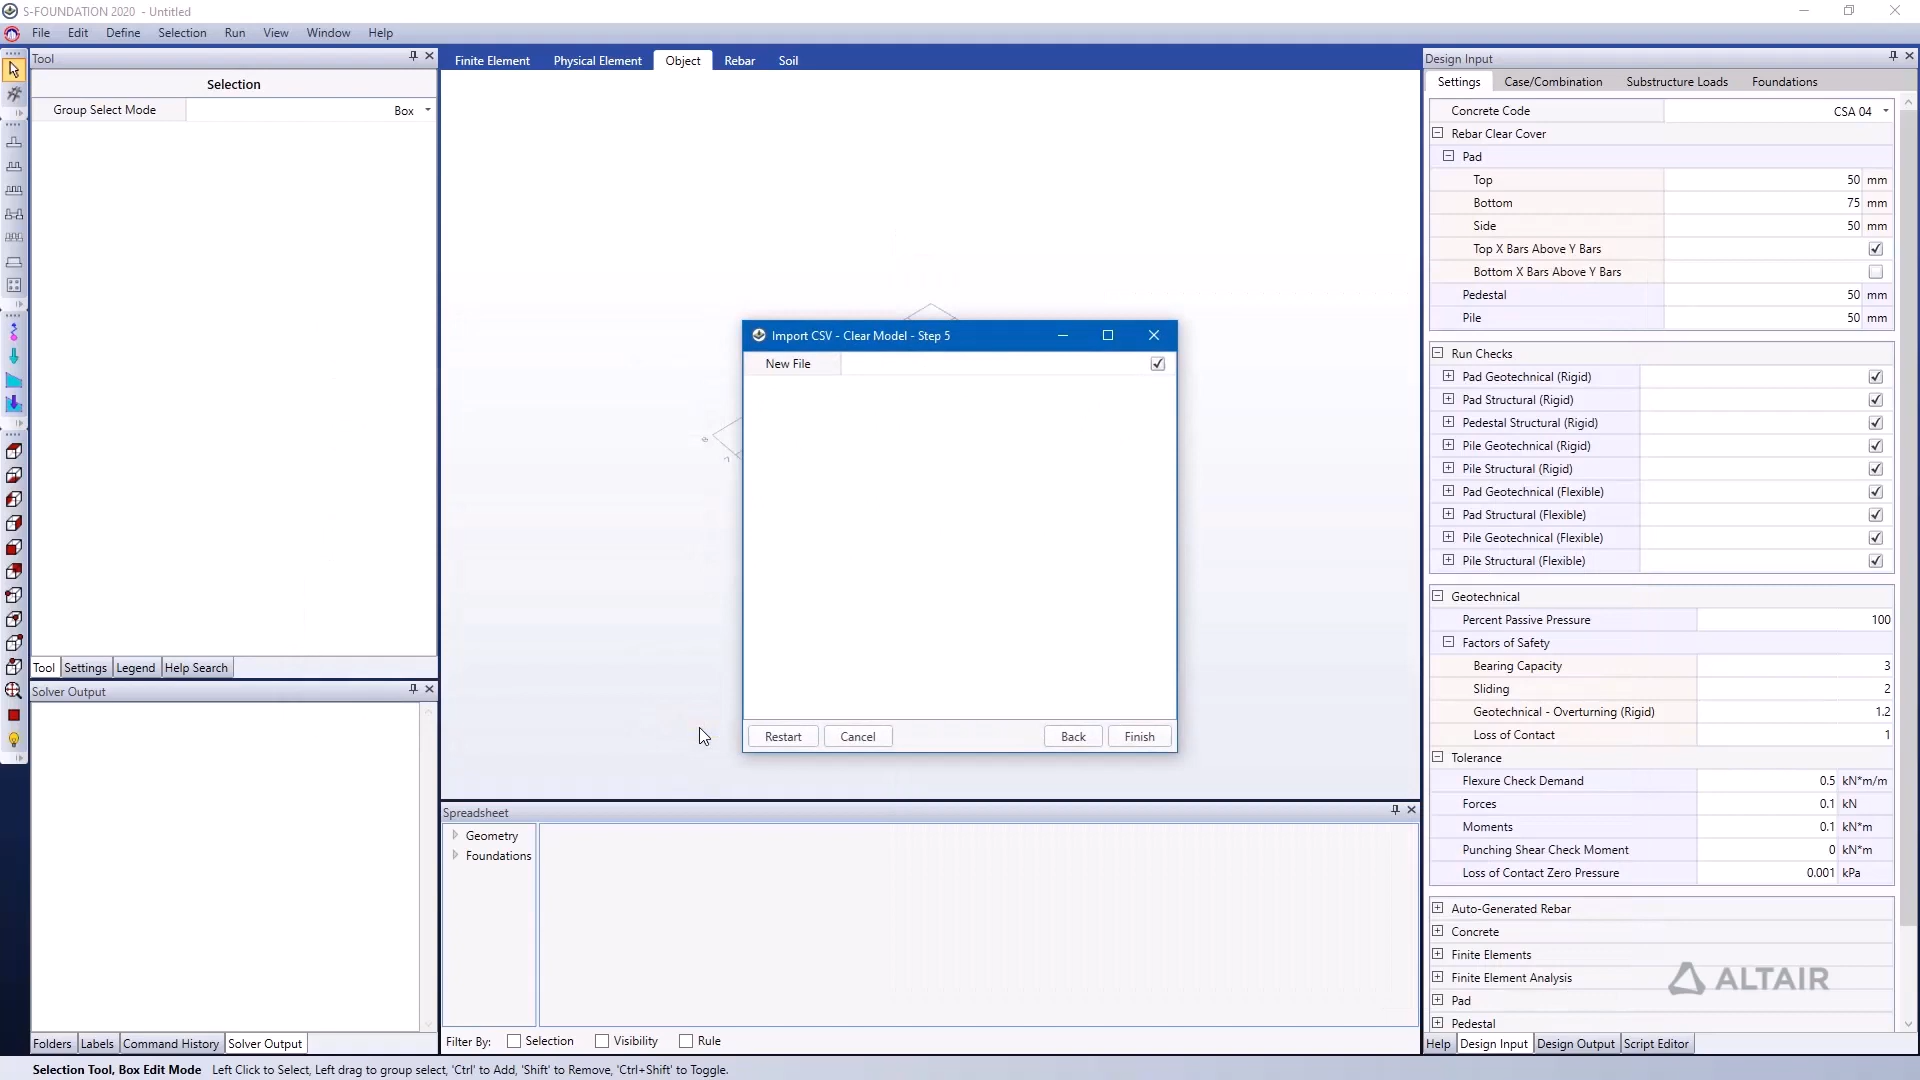 S-FOUNDATION 2020 - Untitled
File Edit Define Selection Run View Window Help
Tool
Selection
Group Select Mode Box
Tool Settings Legend Help Search
Solver Output
Folders Labels Command History Solver Output
Finite Element Physical Element Object Rebar Soil
Import CSV - Clear Model - Step 5
New File
Restart Cancel Back Finish
Spreadsheet
Geometry
Foundations
Filter By: Selection Visibility Rule
Design Input
Settings Case/Combination Substructure Loads Foundations
Concrete Code CSA 04
Rebar Clear Cover
Pad
Top 50 mm
Bottom 75 mm
Side 50 mm
Top X Bars Above Y Bars
Bottom X Bars Above Y Bars
Pedestal 50 mm
Pile 50 mm
Run Checks
Pad Geotechnical (Rigid)
Pad Structural (Rigid)
Pedestal Structural (Rigid)
Pile Geotechnical (Rigid)
Pile Structural (Rigid)
Pad Geotechnical (Flexible)
Pad Structural (Flexible)
Pile Geotechnical (Flexible)
Pile Structural (Flexible)
Geotechnical
Percent Passive Pressure 100
Factors of Safety
Bearing Capacity 3
Sliding 2
Geotechnical - Overturning (Rigid) 1.2
Loss of Contact 1
Tolerance
Flexure Check Demand 0.5 kN*m/m
Forces 0.1 kN
Moments 0.1 kN*m
Punching Shear Check Moment 0 kN*m
Loss of Contact Zero Pressure 0.001 kPa
Auto-Generated Rebar
Concrete
Finite Elements
Finite Element Analysis
Pad
Pedestal
ALTAIR
Help Design Input Design Output Script Editor
Selection Tool, Box Edit Mode Left Click to Select, Left drag to group select, 'Ctrl' to Add, 'Shift' to Remove, 'Ctrl+Shift' to Toggle.